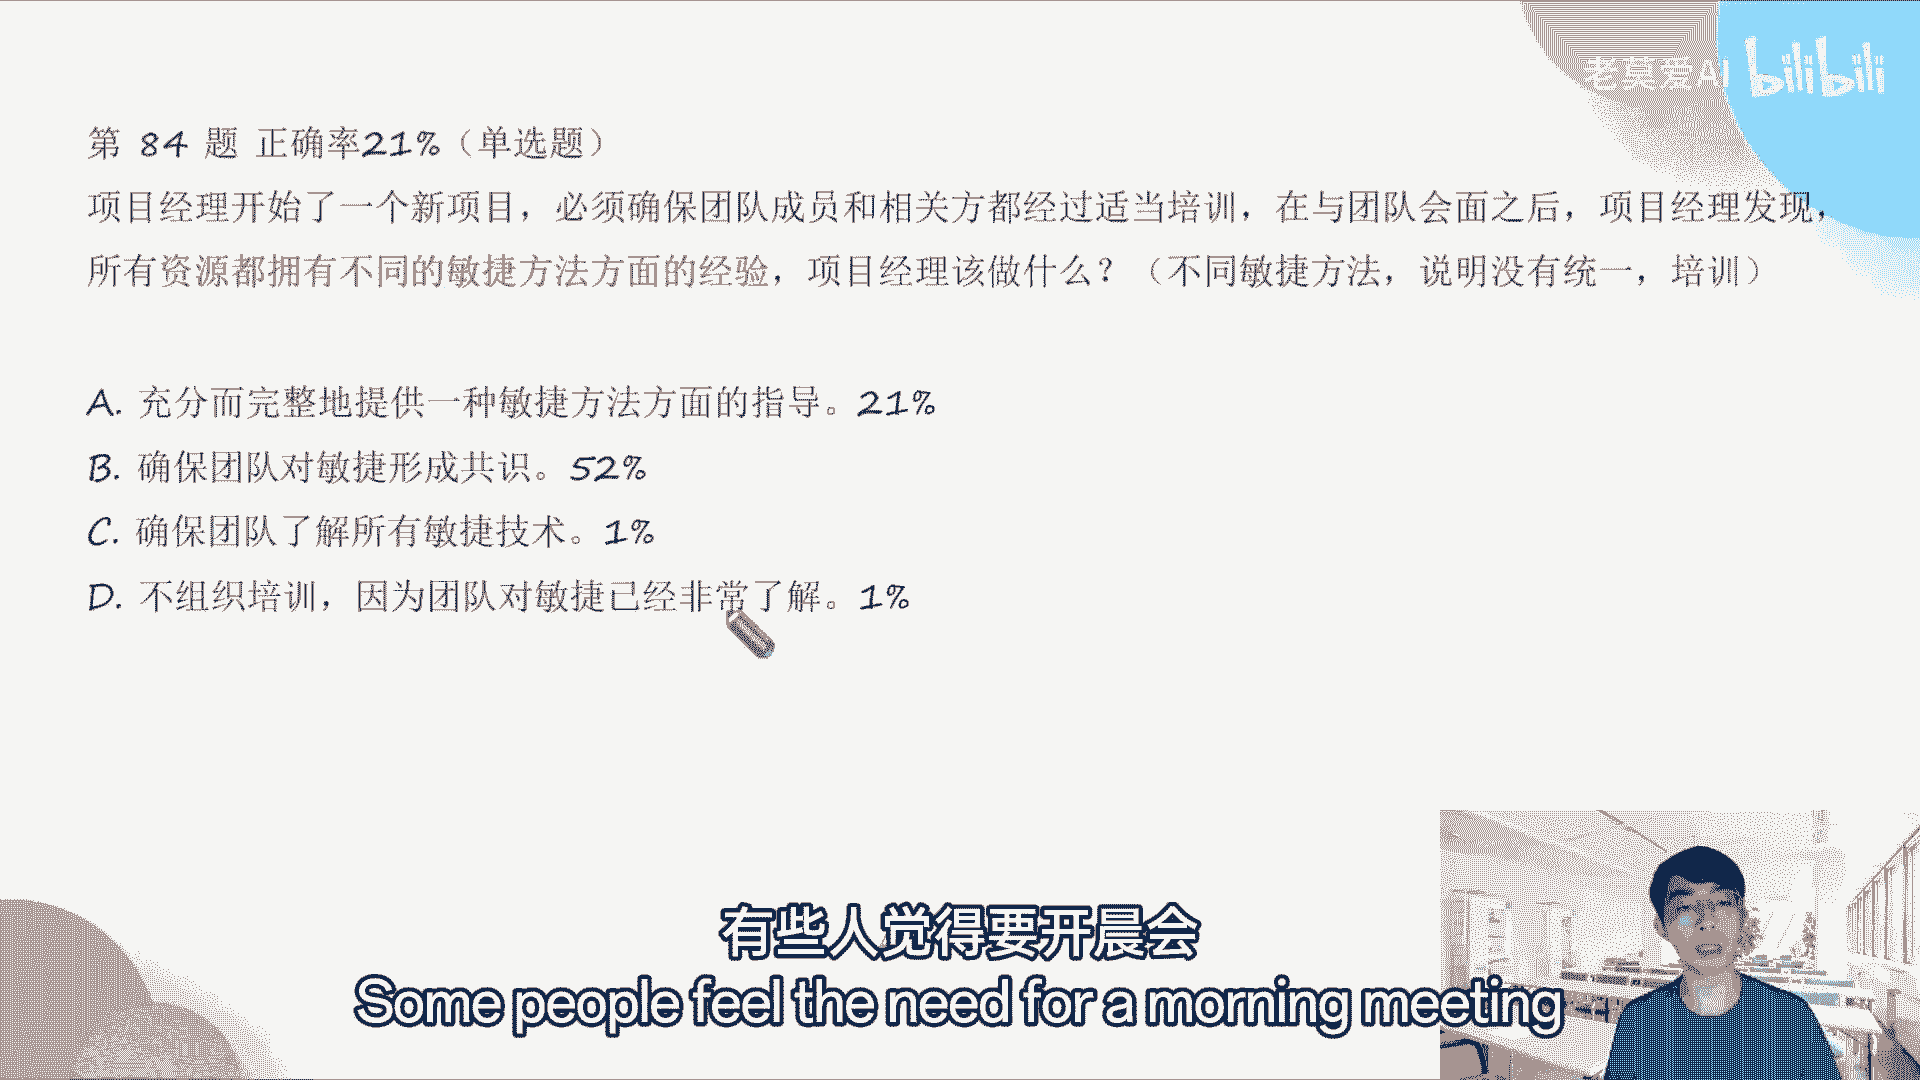 老莫爱AI bilibili
第 84 题 正确率21%（单选题）
项目经理开始了一个新项目，必须确保团队成员和相关方都经过适当培训，在与团队会面之后，项目经理发现，
所有资源都拥有不同的敏捷方法方面的经验，项目经理该做什么？（不同敏捷方法，说明没有统一，培训）
A. 充分而完整地提供一种敏捷方法方面的指导。21%
B. 确保团队对敏捷形成共识。52%
C. 确保团队了解所有敏捷技术。1%
D. 不组织培训，因为团队对敏捷已经非常了解。1%
有些人觉得要开晨会
Some people feel the need for a morning meeting